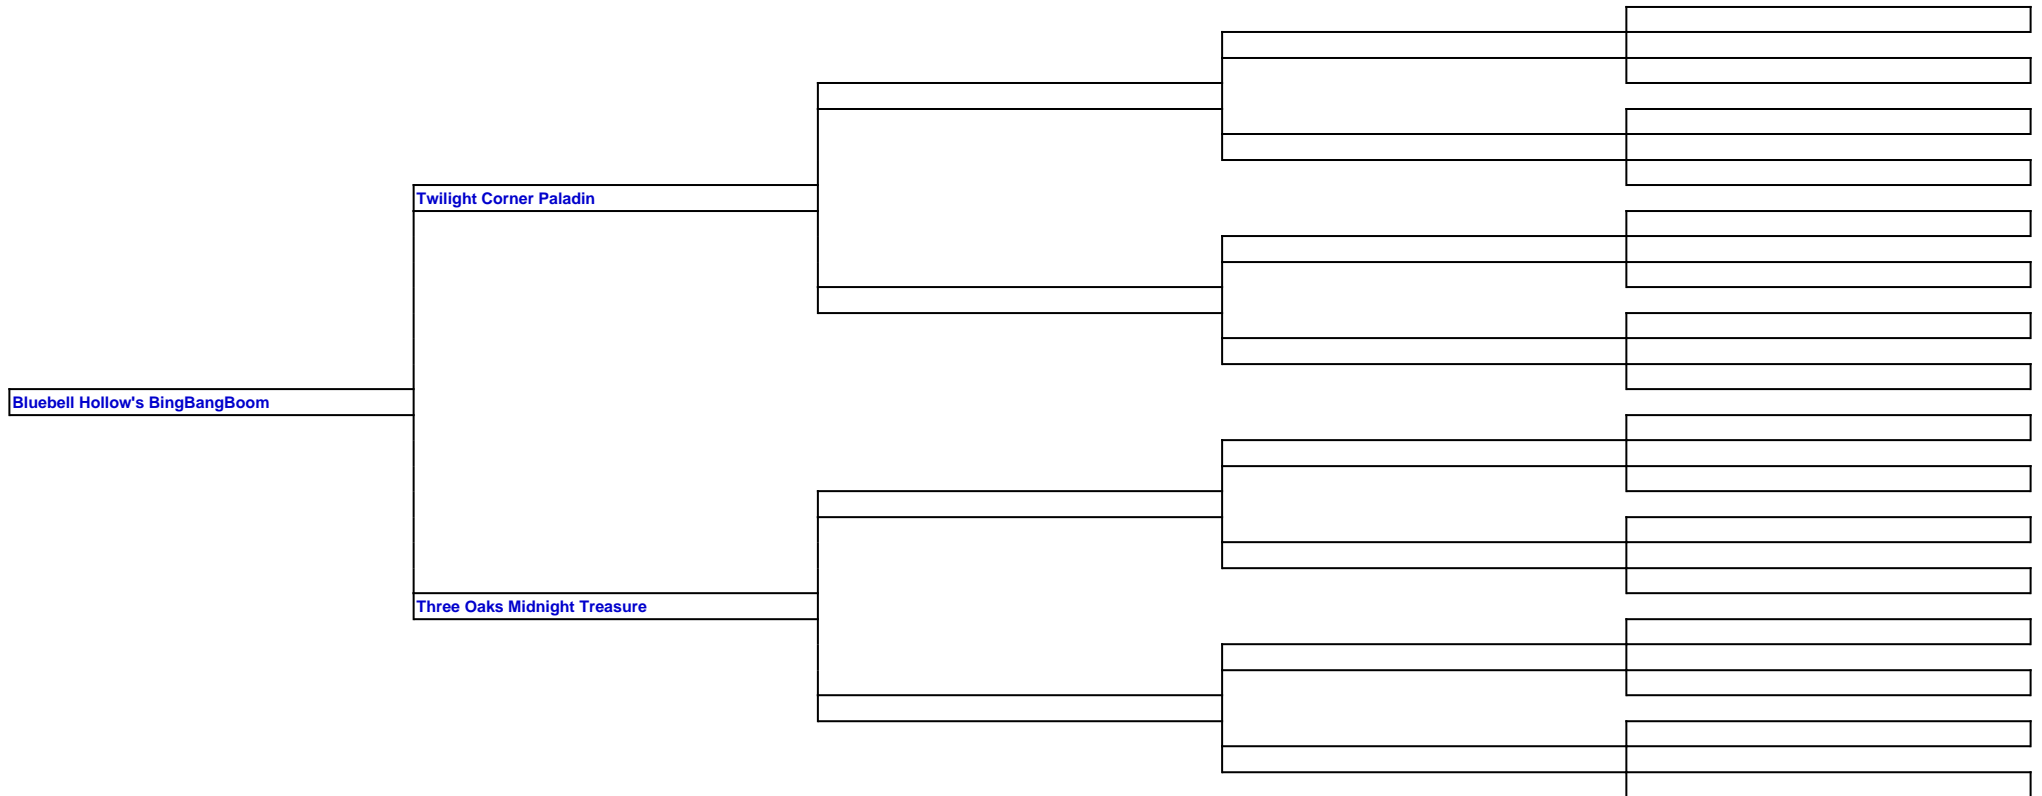 Twilight Corner Paladin
Bluebell Hollow's BingBangBoom
Three Oaks Midnight Treasure